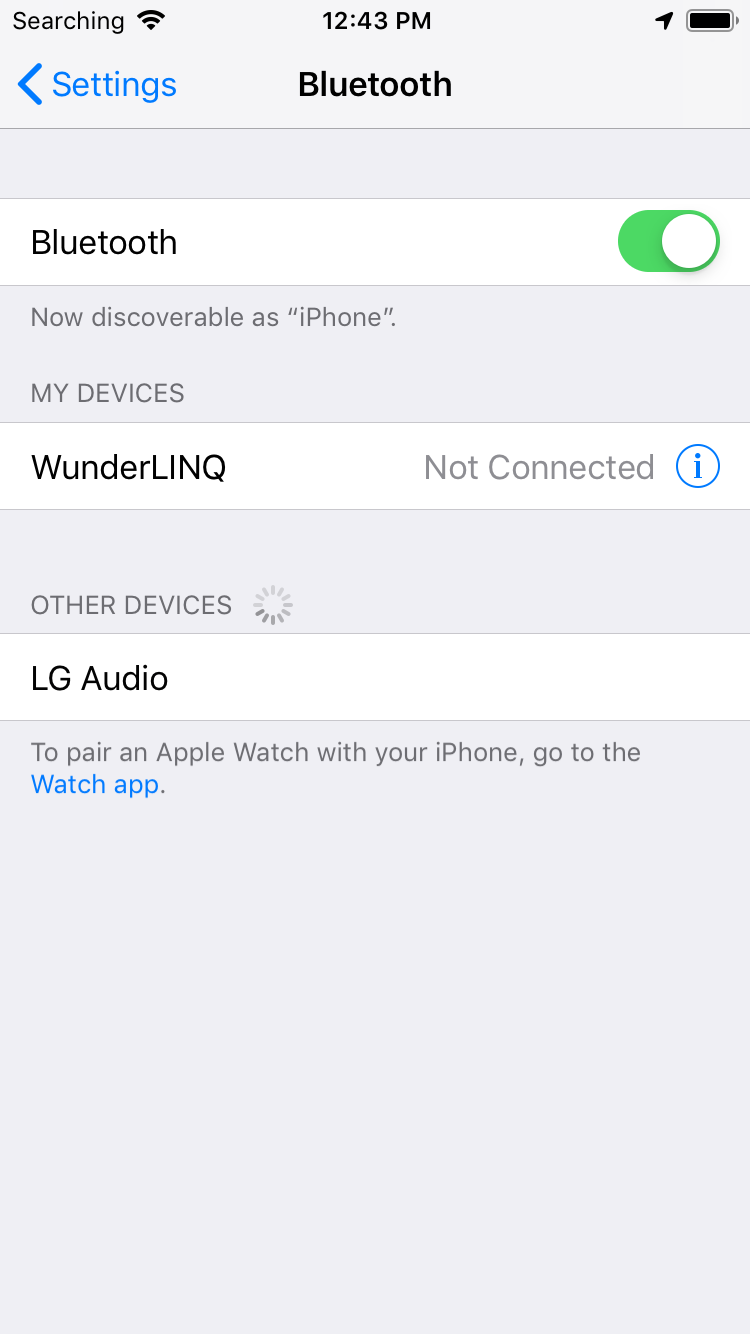 Searching 12:43 PM
Settings Bluetooth
Bluetooth
Now discoverable as “iPhone”.
MY DEVICES
WunderLINQ Not Connected i
OTHER DEVICES
LG Audio
To pair an Apple Watch with your iPhone, go to the
Watch app.